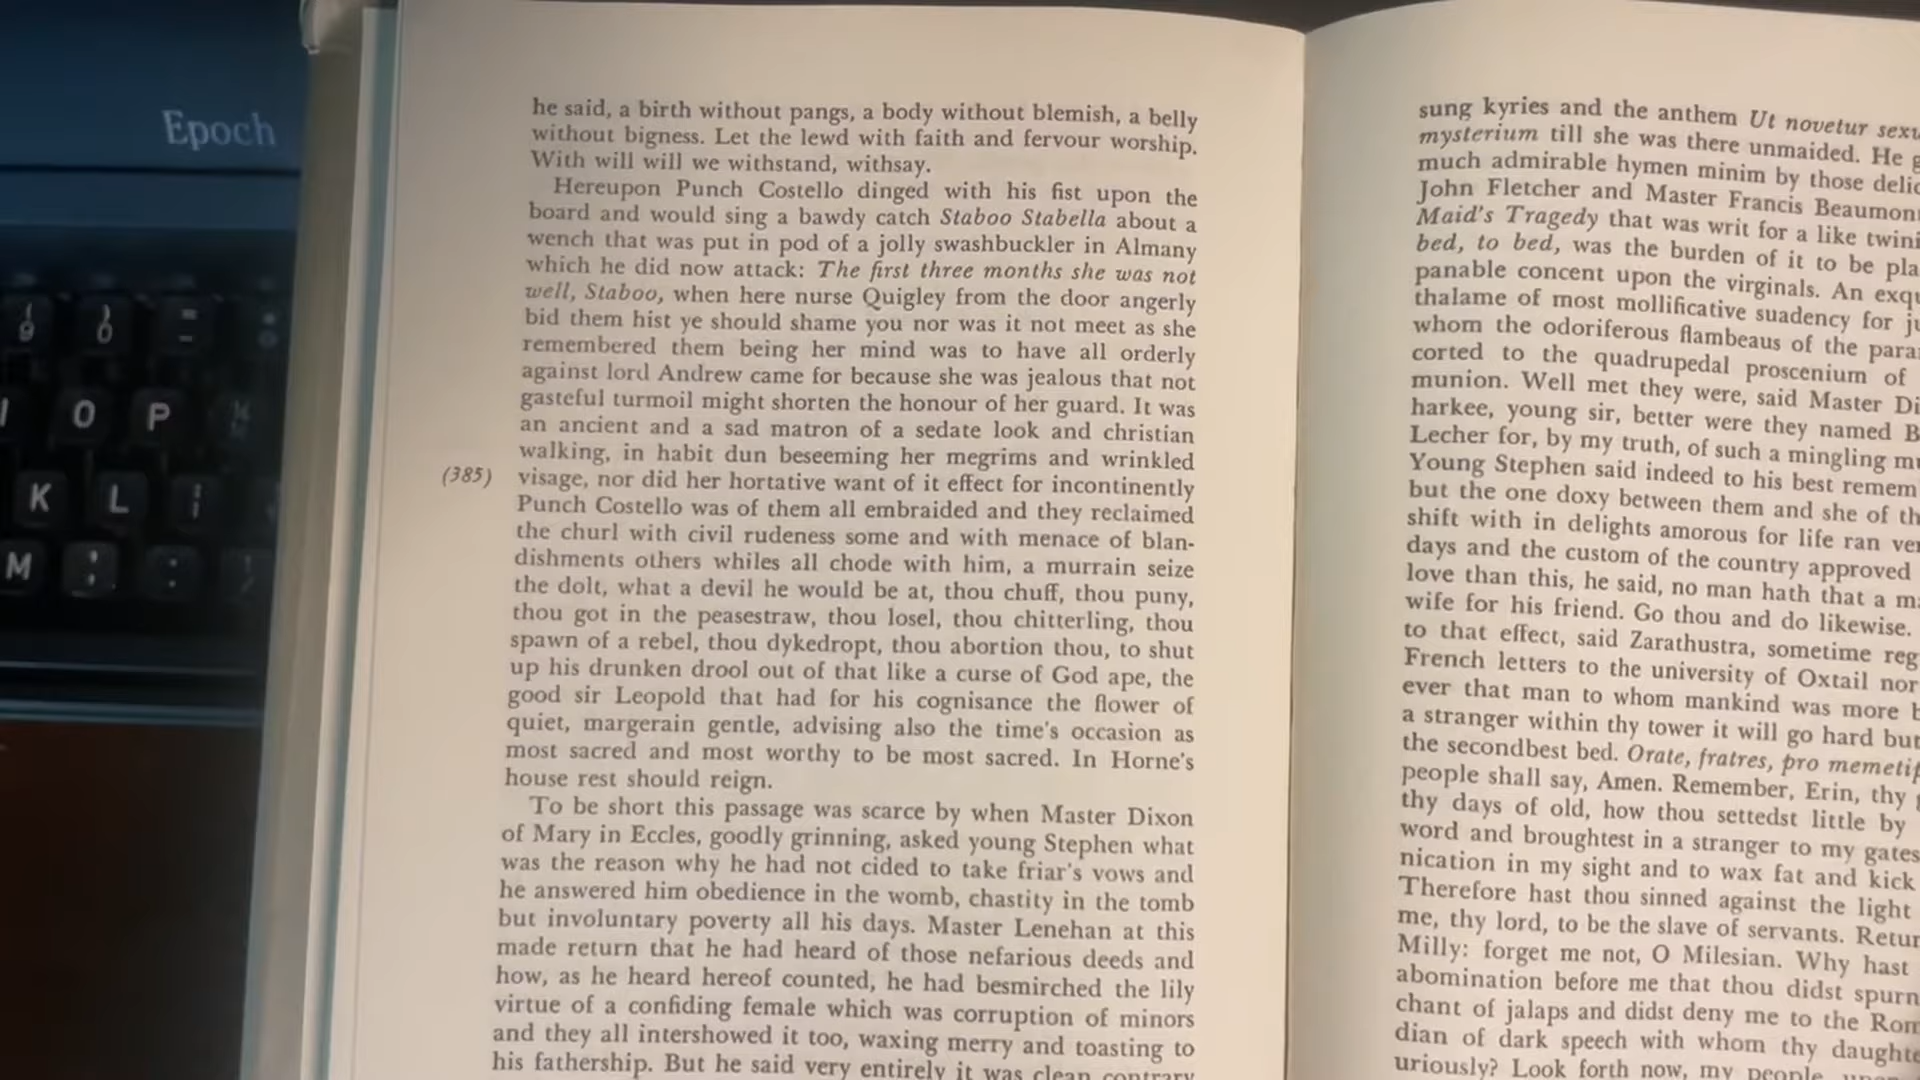 Epoch
he said, a birth without pangs, a body without blemish, a belly
without bigness. Let the lewd with faith and fervour worship.
With will will we withstand, withsay.
Hereupon Punch Costello dinged with his fist upon the
board and would sing a bawdy catch Staboo Stabella about a
wench that was put in pod of a jolly swashbuckler in Almany
which he did now attack: The first three months she was not
well, Staboo, when here nurse Quigley from the door angerly
bid them hist ye should shame you nor was it not meet as she
remembered them being her mind was to have all orderly
against lord Andrew came for because she was jealous that not
gasteful turmoil might shorten the honour of her guard. It was
an ancient and a sad matron of a sedate look and christian
walking, in habit dun beseeming her megrims and wrinkled
(385) visage, nor did her hortative want of it effect for incontinently
Punch Costello was of them all embraided and they reclaimed
the churl with civil rudeness some and with menace of blan-
dishments others whiles all chode with him, a murrain seize
the dolt, what a devil he would be at, thou chuff, thou puny,
thou got in the peasestraw, thou losel, thou chitterling, thou
spawn of a rebel, thou dykedropt, thou abortion thou, to shut
up his drunken drool out of that like a curse of God ape, the
good sir Leopold that had for his cognisance the flower of
quiet, margerain gentle, advising also the time's occasion as
most sacred and most worthy to be most sacred. In Horne's
house rest should reign.
To be short this passage was scarce by when Master Dixon
of Mary in Eccles, goodly grinning, asked young Stephen what
was the reason why he had not cided to take friar's vows and
he answered him obedience in the womb, chastity in the tomb
but involuntary poverty all his days. Master Lenehan at this
made return that he had heard of those nefarious deeds and
how, as he heard hereof counted, he had besmirched the lily
virtue of a confiding female which was corruption of minors
and they all intershowed it too, waxing merry and toasting to
his fathership. But he said very entirely it was clean contrary
sung kyries and the anthem Ut novetur sexu
mysterium till she was there unmaided. He g
much admirable hymen minim by those delic
John Fletcher and Master Francis Beaumon
Maid's Tragedy that was writ for a like twini
bed, to bed, was the burden of it to be pla
panable concent upon the virginals. An exqu
thalame of most mollificative suadency for ju
whom the odoriferous flambeaus of the para
corted to the quadrupedal proscenium of
munion. Well met they were, said Master Di
harkee, young sir, better were they named B
Lecher for, by my truth, of such a mingling mu
Young Stephen said indeed to his best remem
but the one doxy between them and she of th
shift with in delights amorous for life ran ver
days and the custom of the country approved
love than this, he said, no man hath that a ma
wife for his friend. Go thou and do likewise.
to that effect, said Zarathustra, sometime reg
French letters to the university of Oxtail nor
ever that man to whom mankind was more b
a stranger within thy tower it will go hard but
the secondbest bed. Orate, fratres, pro memetip
people shall say, Amen. Remember, Erin, thy
thy days of old, how thou settedst little by
word and broughtest in a stranger to my gates
nication in my sight and to wax fat and kick
Therefore hast thou sinned against the light
me, thy lord, to be the slave of servants. Retur
Milly: forget me not, O Milesian. Why hast
abomination before me that thou didst spurn
chant of jalaps and didst deny me to the Rom
dian of dark speech with whom thy daughte
uriously? Look forth now, my people, upon
) 9
) 0
= -
O P
K L ;
M